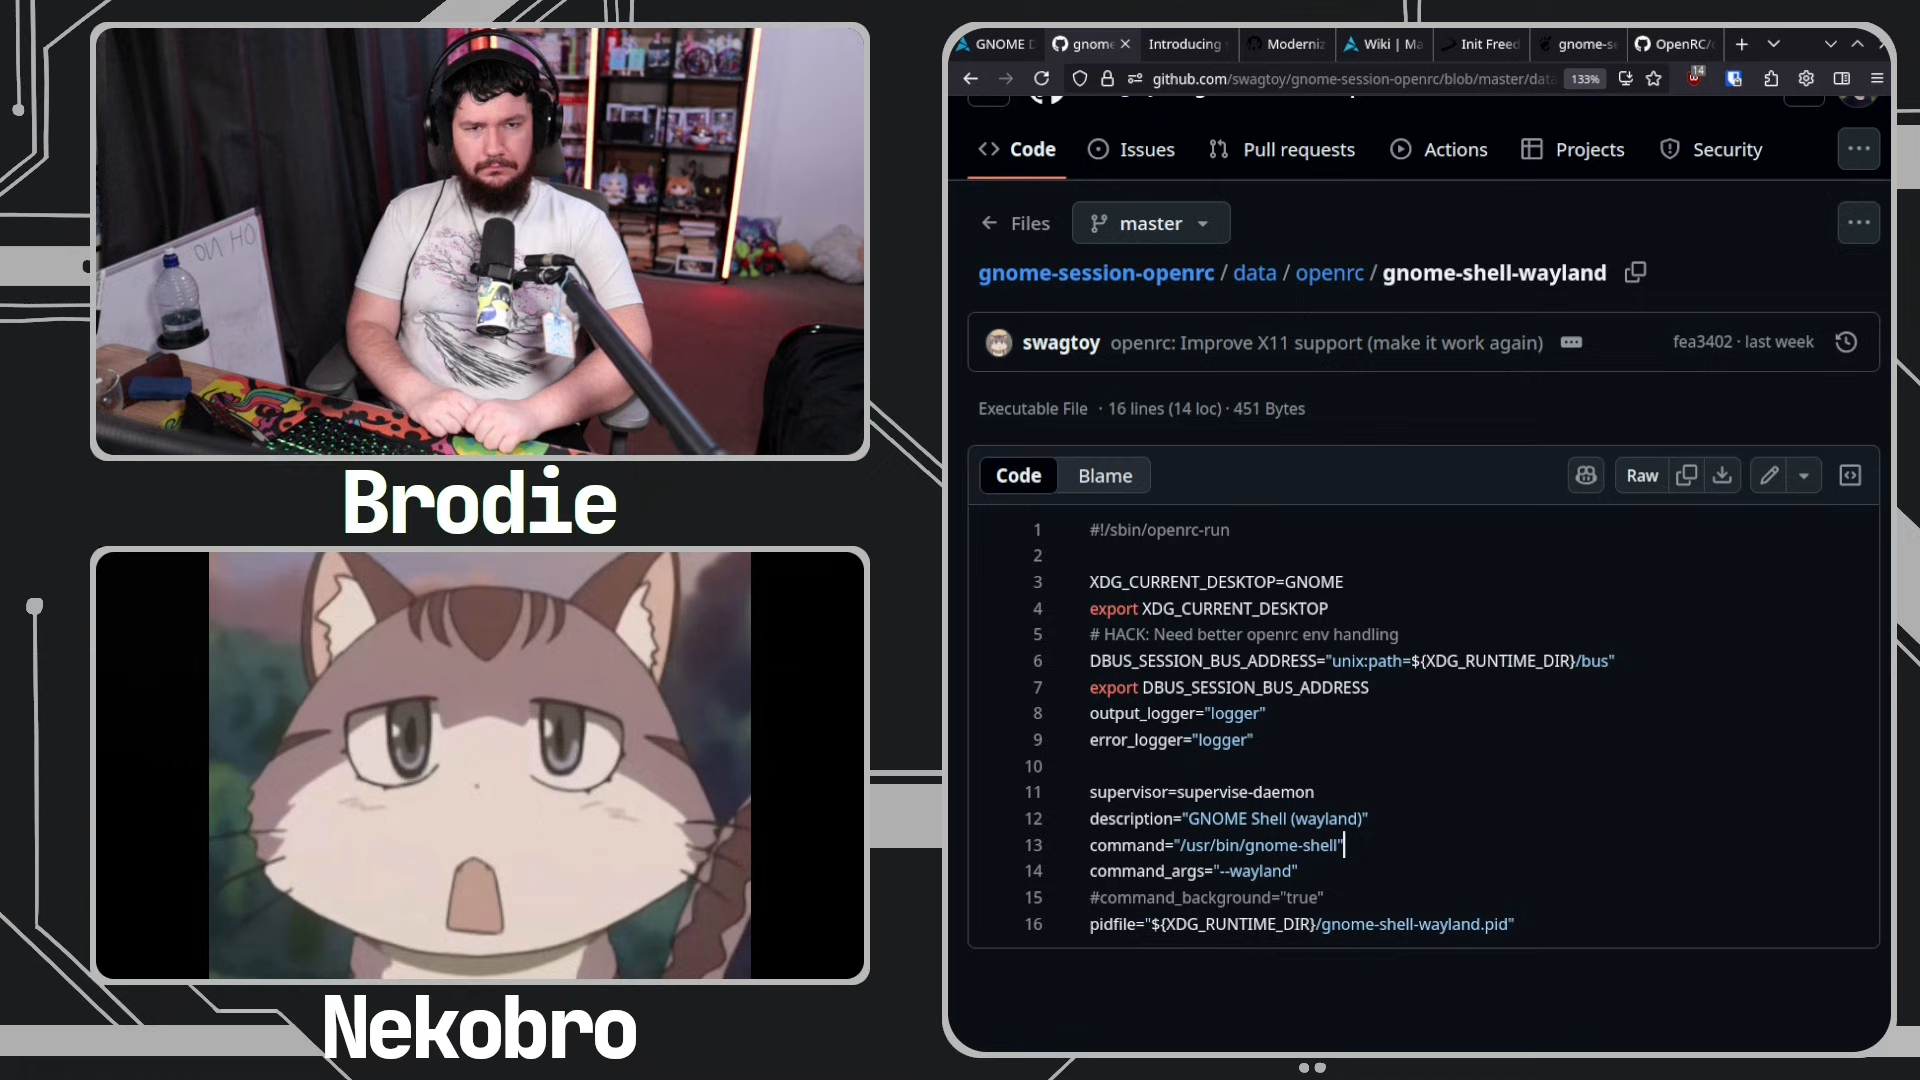 OH NO
Brodie
Nekobro
GNOME D
gnome
Introducing
Moderniz
Wiki | Ma
Init Freed
gnome-se
OpenRC/
github.com/swagtoy/gnome-session-openrc/blob/master/data
133%
14
Code
Issues
Pull requests
Actions
Projects
Security
Files
master
gnome-session-openrc / data / openrc / gnome-shell-wayland
swagtoy openrc: Improve X11 support (make it work again)
fea3402 · last week
Executable File · 16 lines (14 loc) · 451 Bytes
Code
Blame
Raw
1 #!/sbin/openrc-run
2
3 XDG_CURRENT_DESKTOP=GNOME
4 export XDG_CURRENT_DESKTOP
5 # HACK: Need better openrc env handling
6 DBUS_SESSION_BUS_ADDRESS="unix:path=${XDG_RUNTIME_DIR}/bus"
7 export DBUS_SESSION_BUS_ADDRESS
8 output_logger="logger"
9 error_logger="logger"
10
11 supervisor=supervise-daemon
12 description="GNOME Shell (wayland)"
13 command="/usr/bin/gnome-shell"
14 command_args="--wayland"
15 #command_background="true"
16 pidfile="${XDG_RUNTIME_DIR}/gnome-shell-wayland.pid"